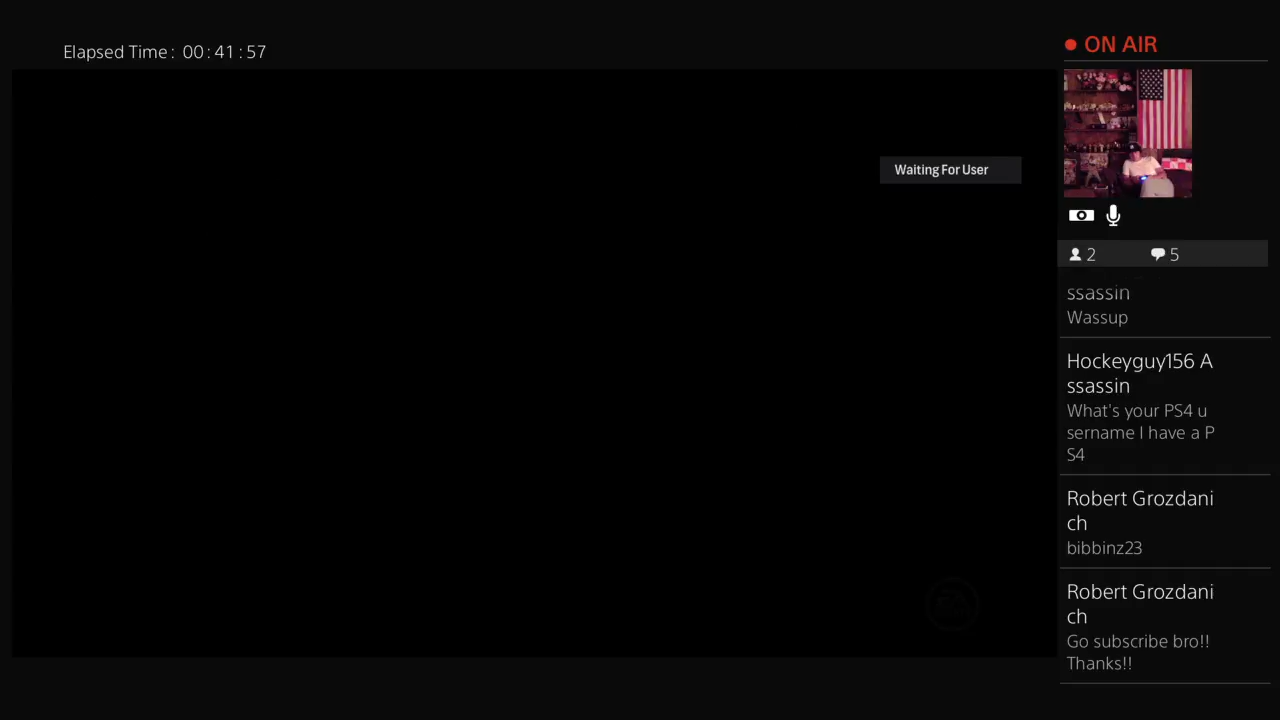 Elapsed Time: 00:41:57
ON AIR
Waiting For User
2 5
ssassin
Wassup
Hockeyguy156 A
ssassin
What's your PS4 u
sername I have a P
S4
Robert Grozdani
ch
bibbinz23
Robert Grozdani
ch
Go subscribe bro!!
Thanks!!
EA